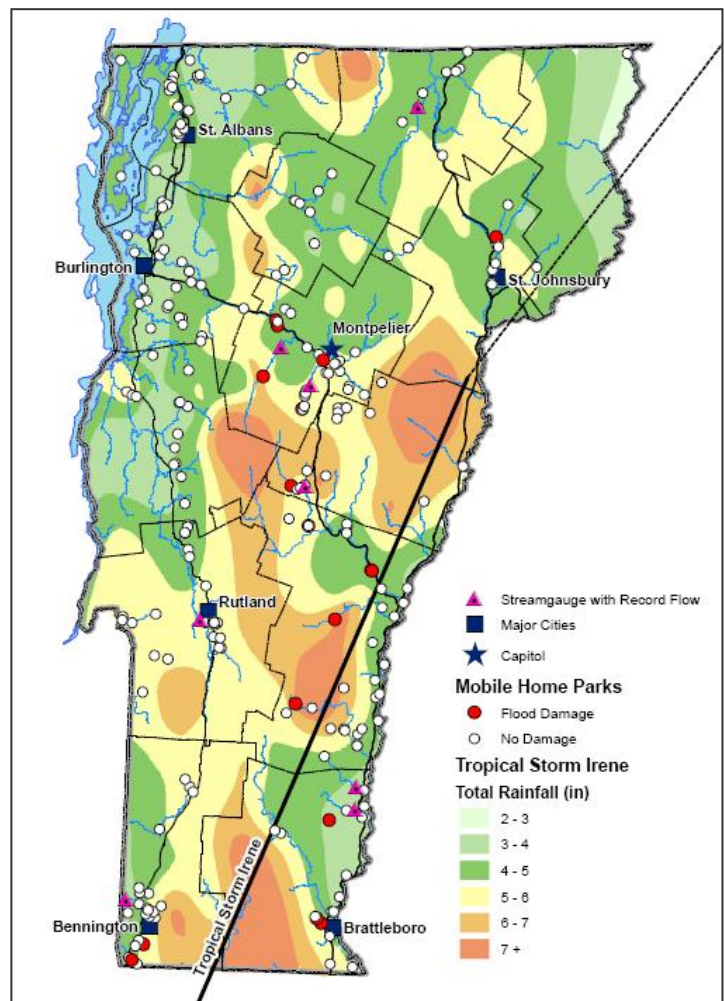 St. Albans
Burlington
St. Johnsbury
Montpelier
Rutland
Streamgauge with Record Flow
Major Cities
Capitol
Mobile Home Parks
Flood Damage
No Damage
Tropical Storm Irene
Total Rainfall (in)
2 - 3
3 - 4
4 - 5
5 - 6
6 - 7
7 +
Tropical Storm Irene
Bennington
Brattleboro